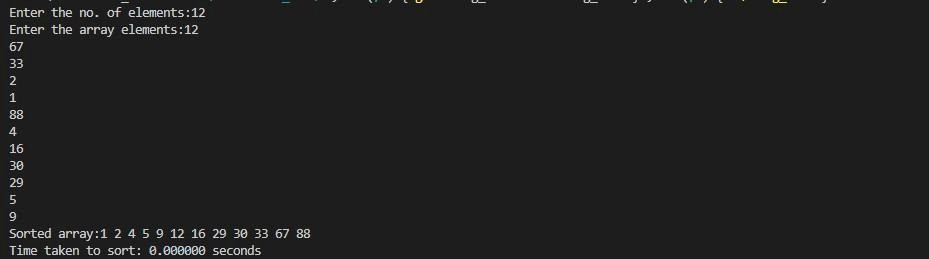 Enter the no. of elements:12
Enter the array elements:12
67
33
2
1
88
4
16
30
29
5
9
Sorted array:1 2 4 5 9 12 16 29 30 33 67 88
Time taken to sort: 0.000000 seconds